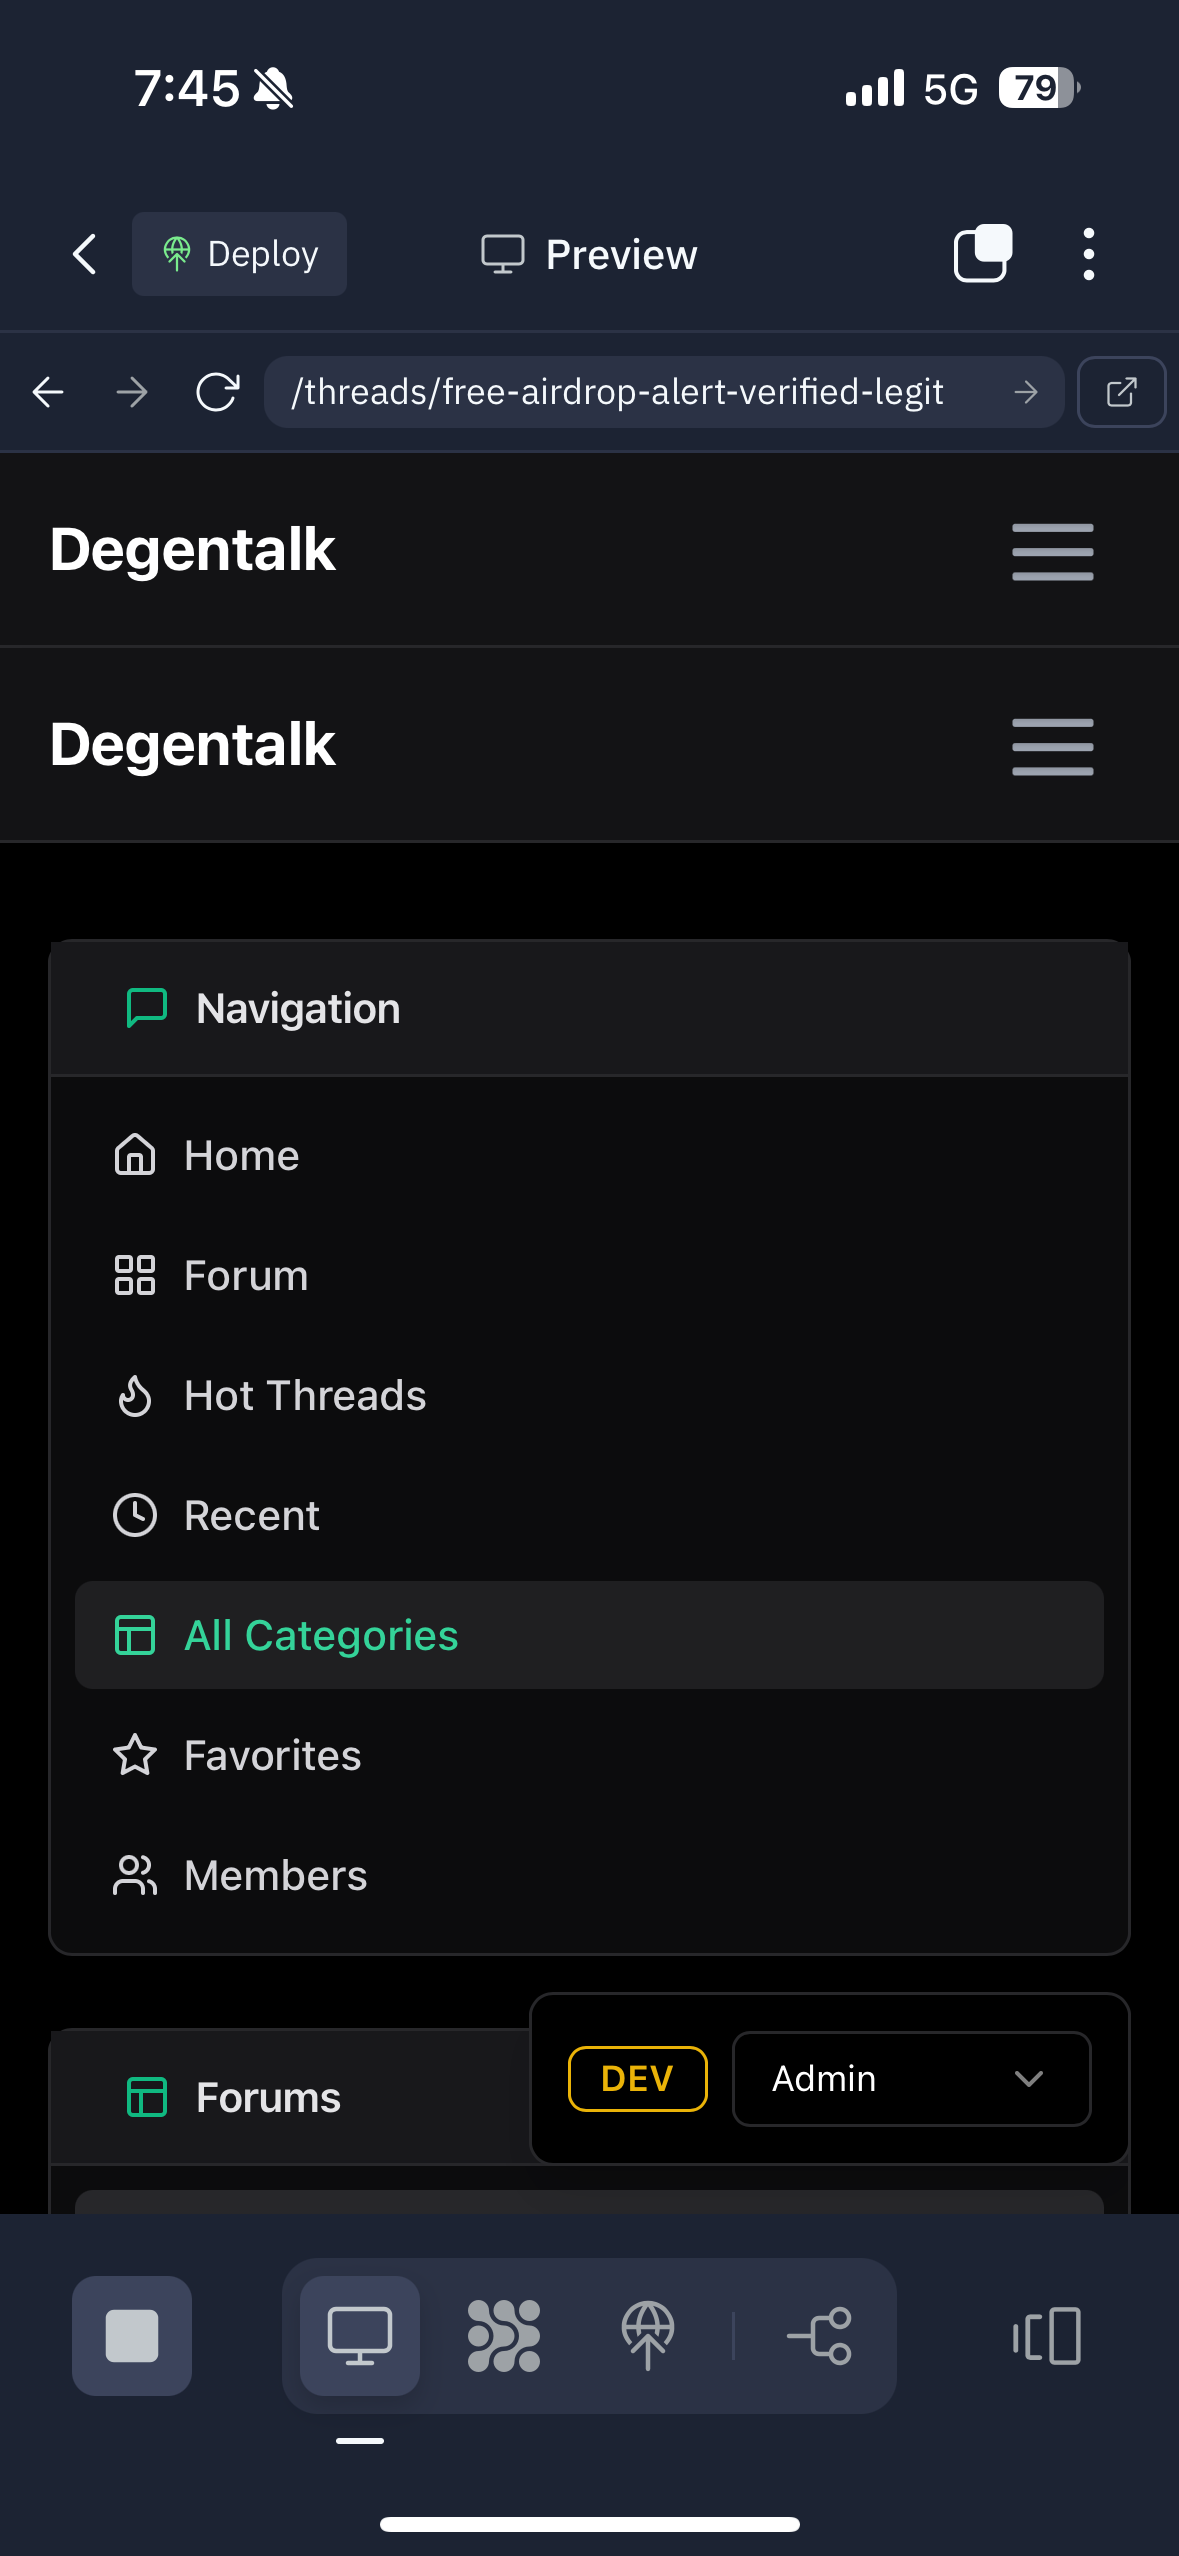 7:45
5G
79
Deploy
Preview
/threads/free-airdrop-alert-verified-legit
Degentalk
Degentalk
Navigation
Home
Forum
Hot Threads
Recent
All Categories
Favorites
Members
Forums
DEV
Admin